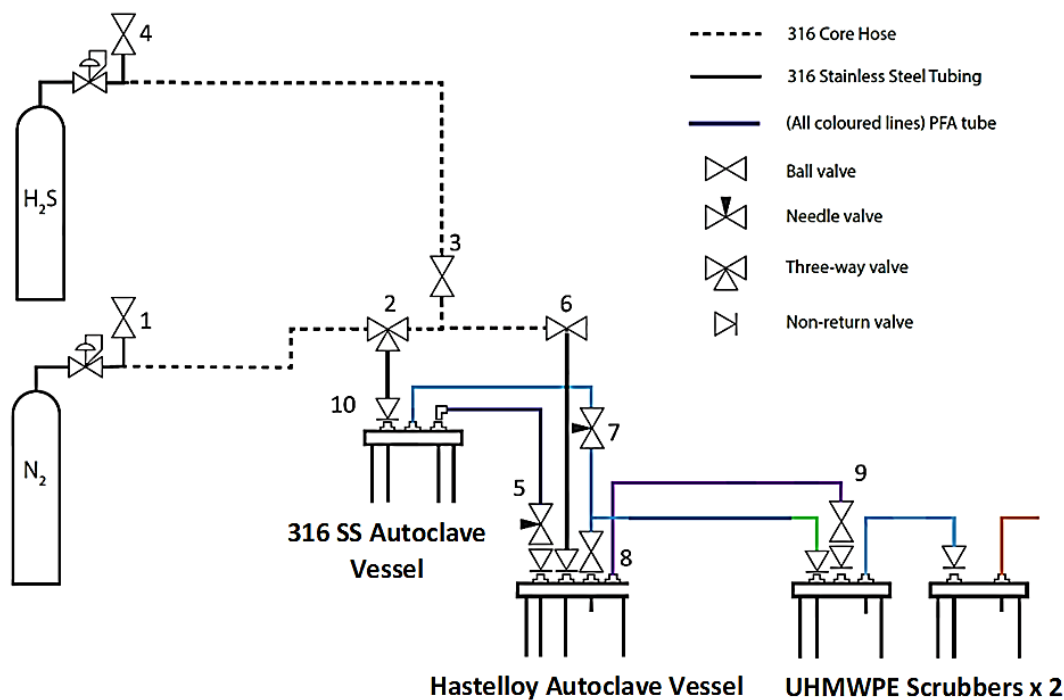 4
316 Core Hose
316 Stainless Steel Tubing
(All coloured lines) PFA tube
Ball valve
Needle valve
Three-way valve
Non-return valve
H₂S
3
2
6
1
10
7
N₂
5
9
8
316 SS Autoclave
Vessel
Hastelloy Autoclave Vessel
UHMWPE Scrubbers x 2